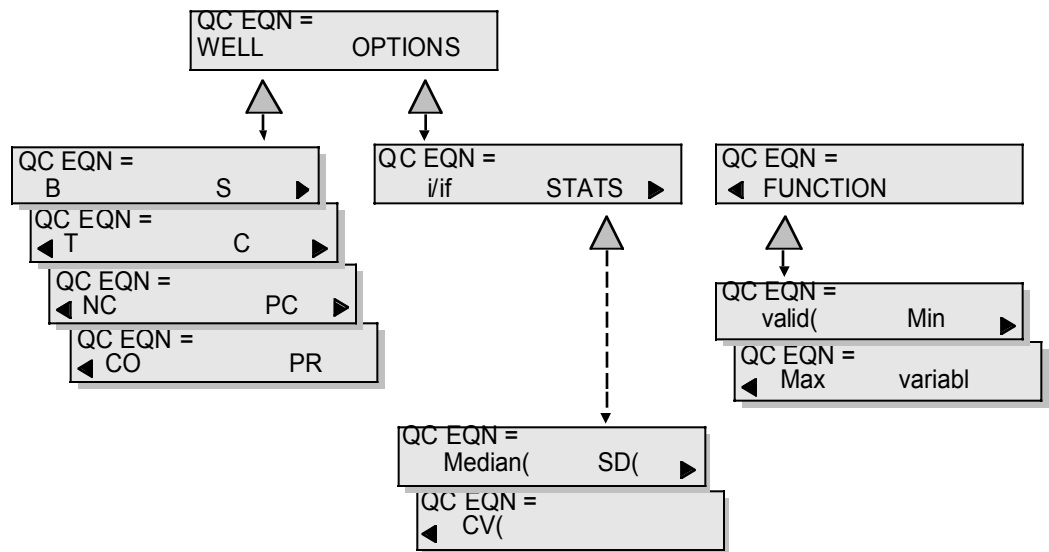 QC EQN =
WELL OPTIONS
QC EQN =
B S
QC EQN =
T C
QC EQN =
NC PC
QC EQN =
CO PR
QC EQN =
i/if STATS
QC EQN =
Median( SD(
QC EQN =
CV(
QC EQN =
FUNCTION
QC EQN =
valid( Min
QC EQN =
Max variabl